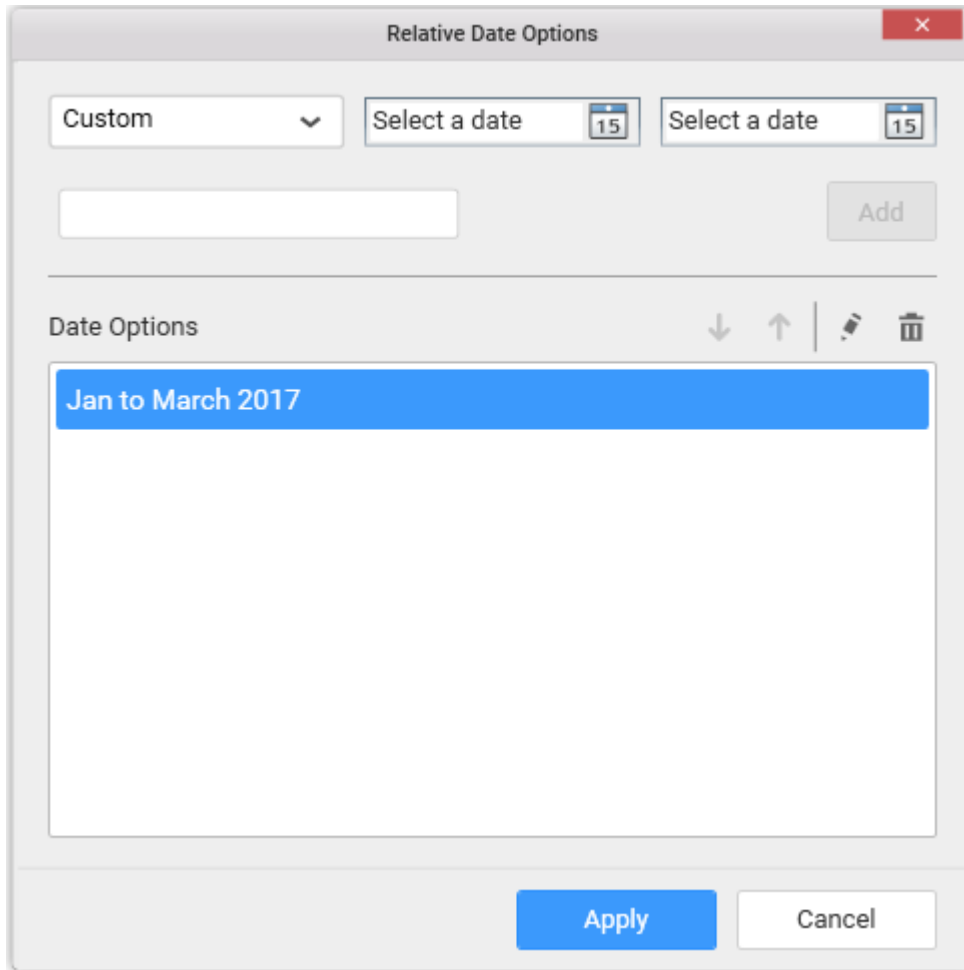 Relative Date Options
Custom
Select a date 15
Select a date 15
Add
Date Options
Jan to March 2017
Apply
Cancel